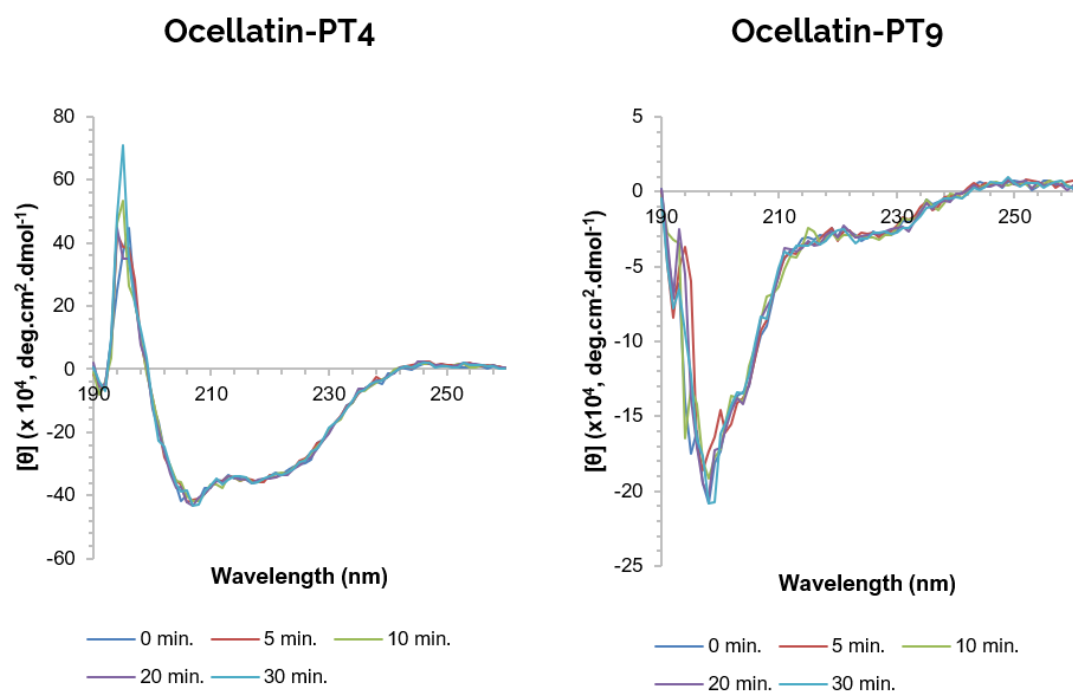 Ocellatin-PT4
80
60
40
20
0
-20
-40
-60
190
210
230
250
[θ] (x 10⁴, deg.cm².dmol⁻¹)
Wavelength (nm)
0 min. 5 min. 10 min.
20 min. 30 min.
Ocellatin-PT9
5
0
-5
-10
-15
-20
-25
190
210
230
250
[θ] (x10⁴, deg.cm².dmol⁻¹)
Wavelength (nm)
0 min. 5 min. 10 min.
20 min. 30 min.